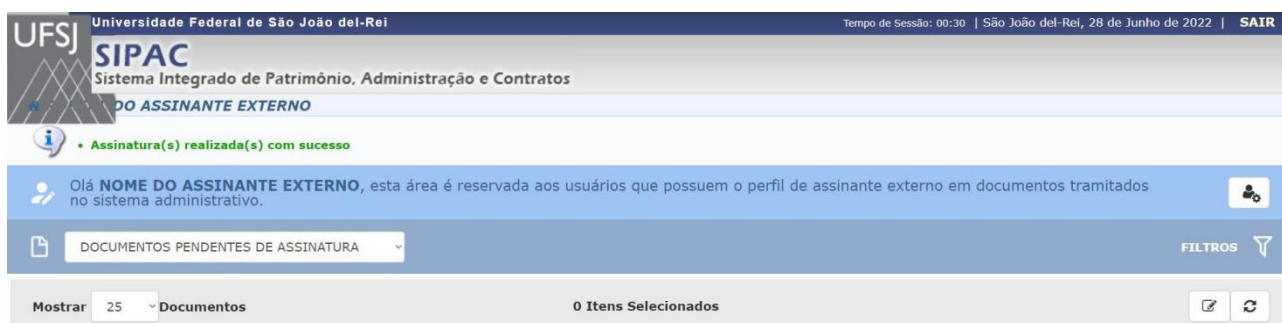 UFSJ
Universidade Federal de São João del-Rei
Tempo de Sessão: 00:30 | São João del-Rei, 28 de Junho de 2022 | SAIR
SIPAC
Sistema Integrado de Patrimônio, Administração e Contratos
DO ASSINANTE EXTERNO
• Assinatura(s) realizada(s) com sucesso
Olá NOME DO ASSINANTE EXTERNO, esta área é reservada aos usuários que possuem o perfil de assinante externo em documentos tramitados
no sistema administrativo.
DOCUMENTOS PENDENTES DE ASSINATURA
FILTROS
Mostrar 25 Documentos 0 Itens Selecionados